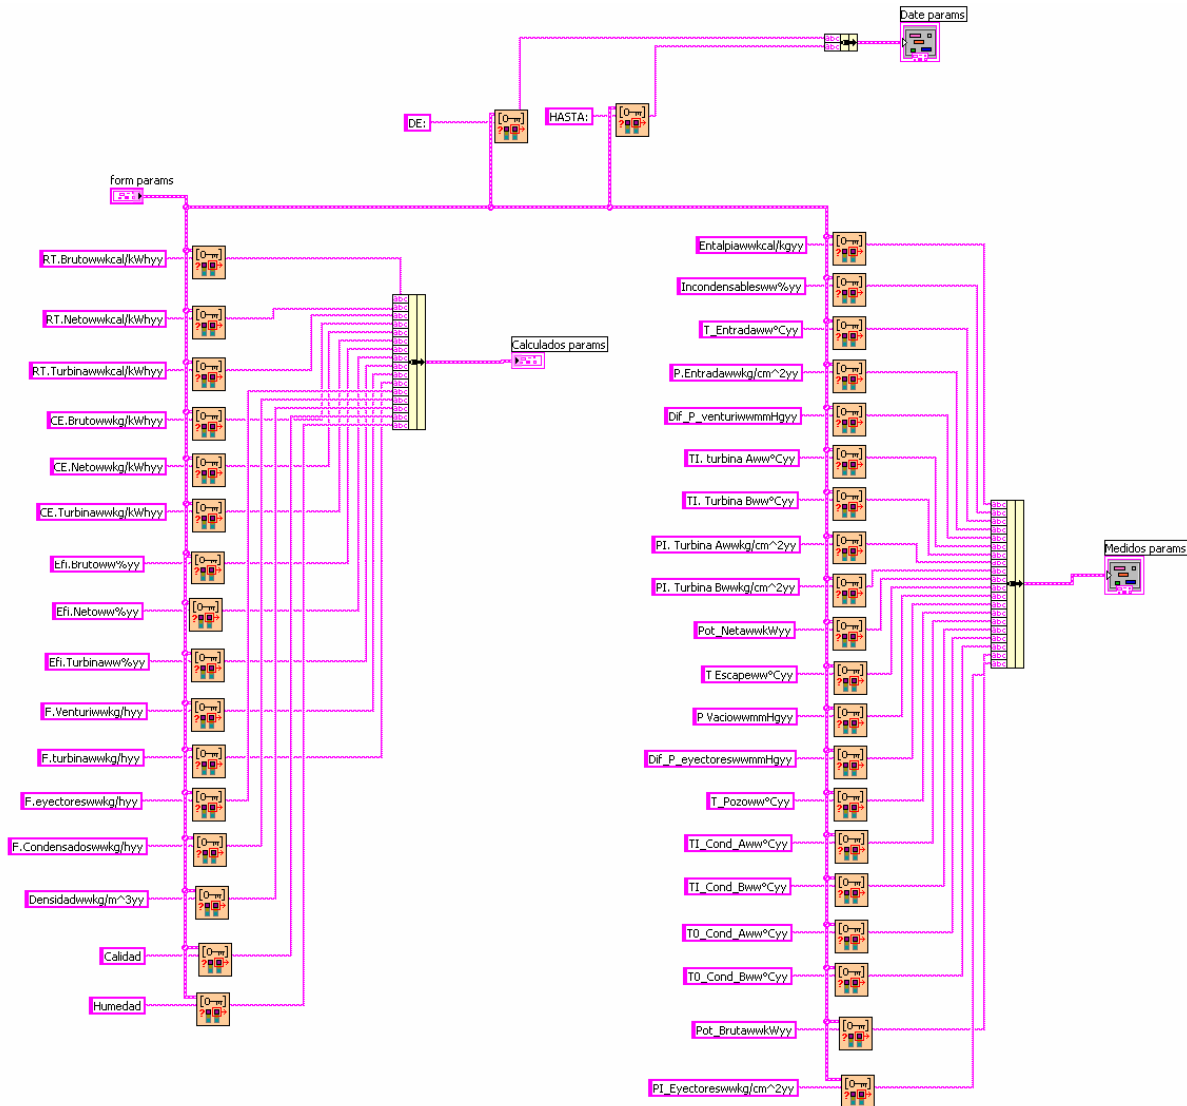 Date params
DE:
HASTA:
form params
RT.Brutowwkcal/kWhyy
RT.Netowwkcal/kWhyy
RT.Turbinawwkcal/kWhyy
CE.Brutowwkg/kWhyy
CE.Netowwkg/kWhyy
CE.Turbinawwkg/kWhyy
Efi.Brutoww%yy
Efi.Netoww%yy
Efi.Turbinaww%yy
F.Venturiwwkg/hyy
F.turbinawwkg/hyy
F.eyectoreswwkg/hyy
F.Condensadoswwkg/hyy
Densidadwwkg/m^3yy
Calidad
Humedad
Calculados params
Entalpiawwkcal/kgyy
Incondensablesww%yy
T_Entradaww°Cyy
P.Entradawwkg/cm^2yy
Dif_P_venturiwwmmHgyy
TI. turbina Aww°Cyy
TI. Turbina Bww°Cyy
PI. Turbina Awwkg/cm^2yy
PI. Turbina Bwwkg/cm^2yy
Pot_NetawwkWyy
T Escapeww°Cyy
P VaciowwmmHgyy
Dif_P_eyectoreswwmmHgyy
T_Pozoww°Cyy
TI_Cond_Aww°Cyy
TI_Cond_Bww°Cyy
TO_Cond_Aww°Cyy
TO_Cond_Bww°Cyy
Pot_BrutawwkWyy
PI_Eyectoreswwkg/cm^2yy
Medidos params